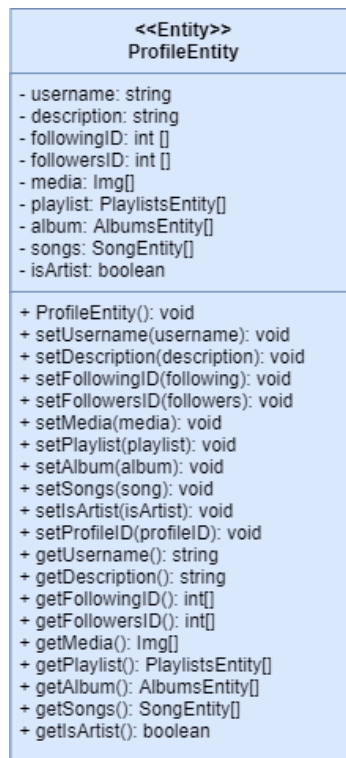 <<Entity>>
ProfileEntity
- username: string
- description: string
- followingID: int []
- followersID: int []
- media: Img[]
- playlist: PlaylistsEntity[]
- album: AlbumsEntity[]
- songs: SongEntity[]
- isArtist: boolean
+ ProfileEntity(): void
+ setUsername(username): void
+ setDescription(description): void
+ setFollowingID(following): void
+ setFollowersID(followers): void
+ setMedia(media): void
+ setPlaylist(playlist): void
+ setAlbum(album): void
+ setSongs(song): void
+ setIsArtist(isArtist): void
+ setProfileID(profileID): void
+ getUsername(): string
+ getDescription(): string
+ getFollowingID(): int[]
+ getFollowersID(): int[]
+ getMedia(): Img[]
+ getPlaylist(): PlaylistsEntity[]
+ getAlbum(): AlbumsEntity[]
+ getSongs(): SongEntity[]
+ getIsArtist(): boolean